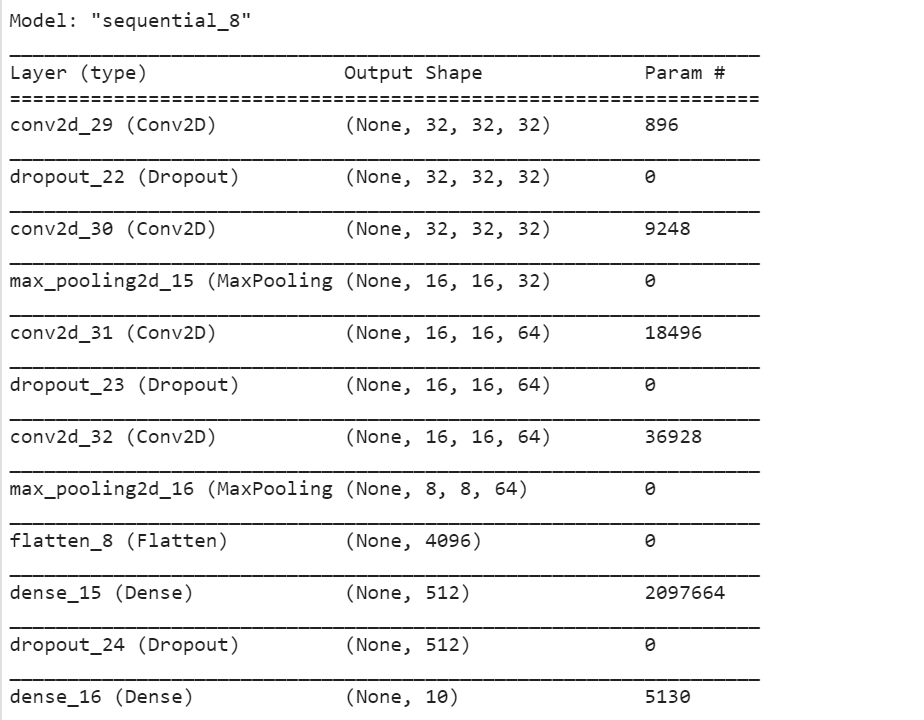 Model: "sequential_8"
_________________________________________________________________
Layer (type)                 Output Shape              Param #
=================================================================
conv2d_29 (Conv2D)           (None, 32, 32, 32)        896
_________________________________________________________________
dropout_22 (Dropout)         (None, 32, 32, 32)        0
_________________________________________________________________
conv2d_30 (Conv2D)           (None, 32, 32, 32)        9248
_________________________________________________________________
max_pooling2d_15 (MaxPooling (None, 16, 16, 32)        0
_________________________________________________________________
conv2d_31 (Conv2D)           (None, 16, 16, 64)        18496
_________________________________________________________________
dropout_23 (Dropout)         (None, 16, 16, 64)        0
_________________________________________________________________
conv2d_32 (Conv2D)           (None, 16, 16, 64)        36928
_________________________________________________________________
max_pooling2d_16 (MaxPooling (None, 8, 8, 64)          0
_________________________________________________________________
flatten_8 (Flatten)          (None, 4096)              0
_________________________________________________________________
dense_15 (Dense)             (None, 512)               2097664
_________________________________________________________________
dropout_24 (Dropout)         (None, 512)               0
_________________________________________________________________
dense_16 (Dense)             (None, 10)                5130